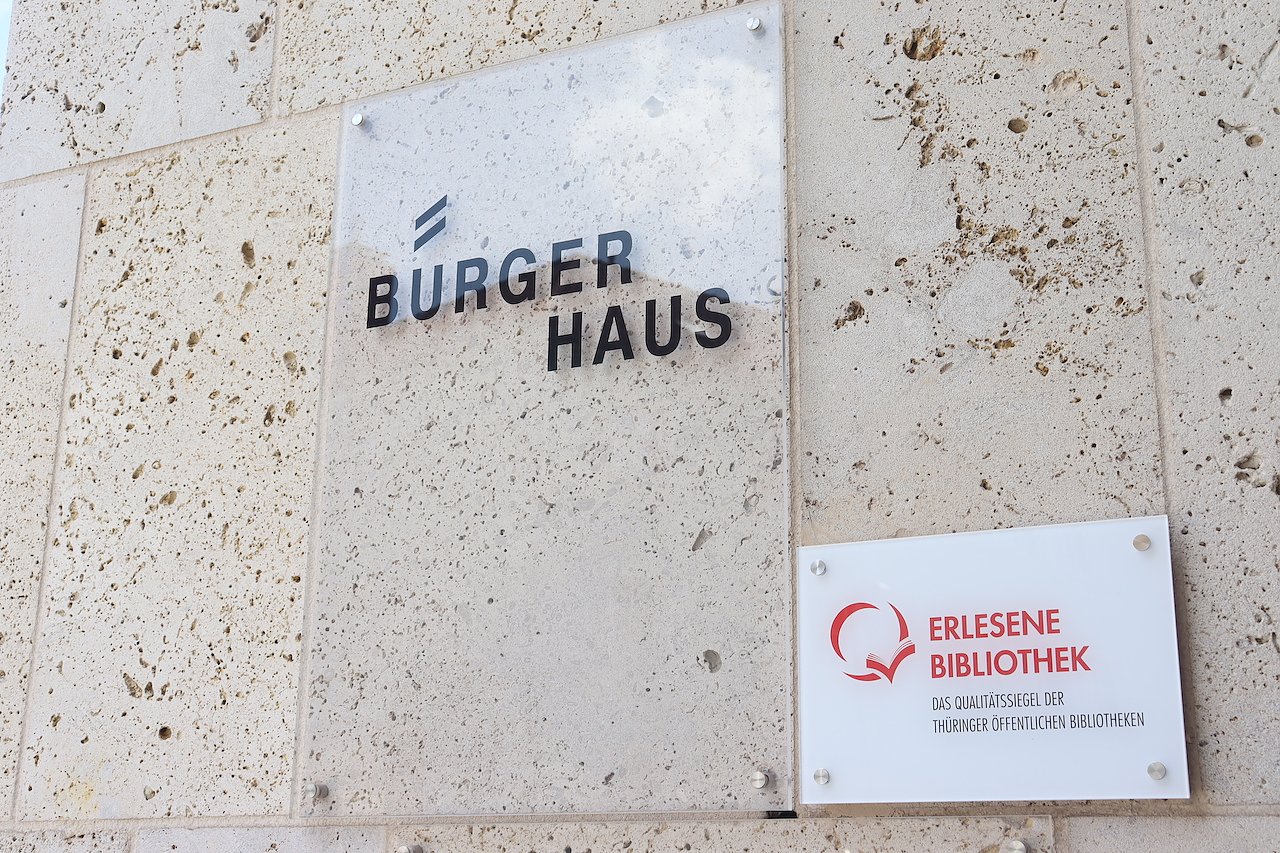 BÜRGER
HAUS
ERLESENE
BIBLIOTHEK
DAS QUALITÄTSSIEGEL DER
THÜRINGER ÖFFENTLICHEN BIBLIOTHEKEN